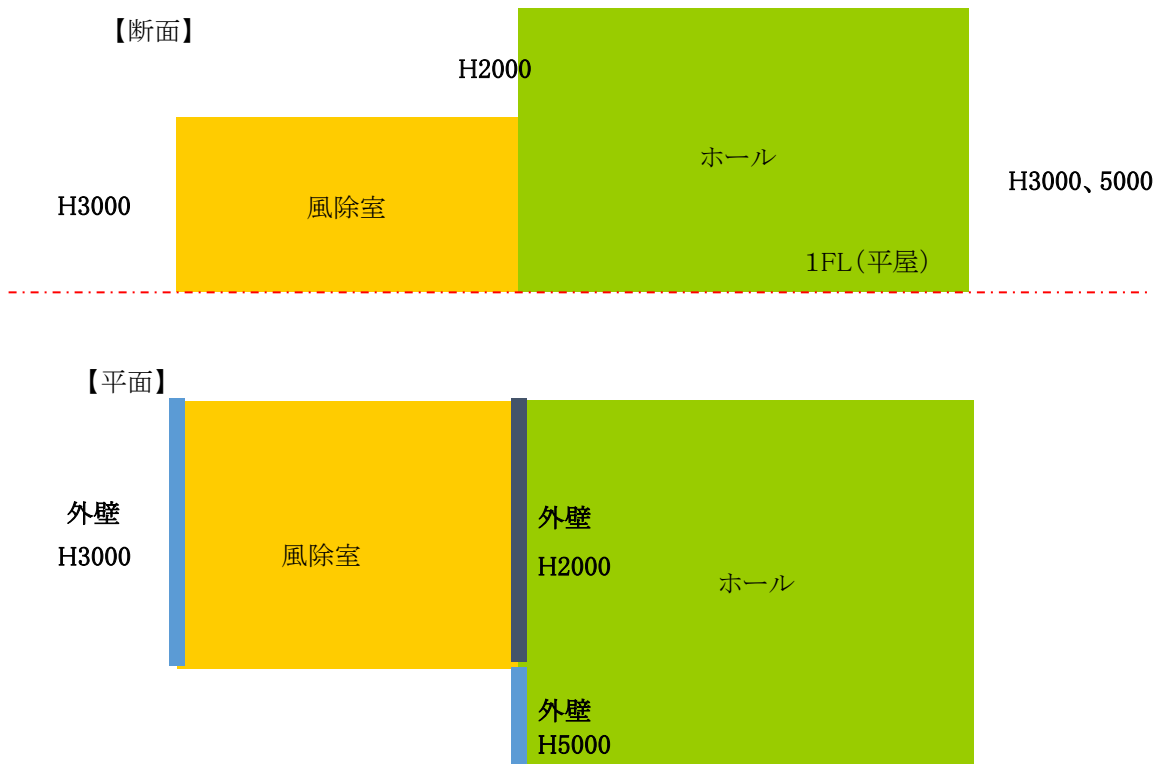 【断面】
H2000
ホール
H3000、5000
H3000
風除室
1FL(平屋)
【平面】
外壁
H3000
風除室
外壁
H2000
ホール
外壁
H5000